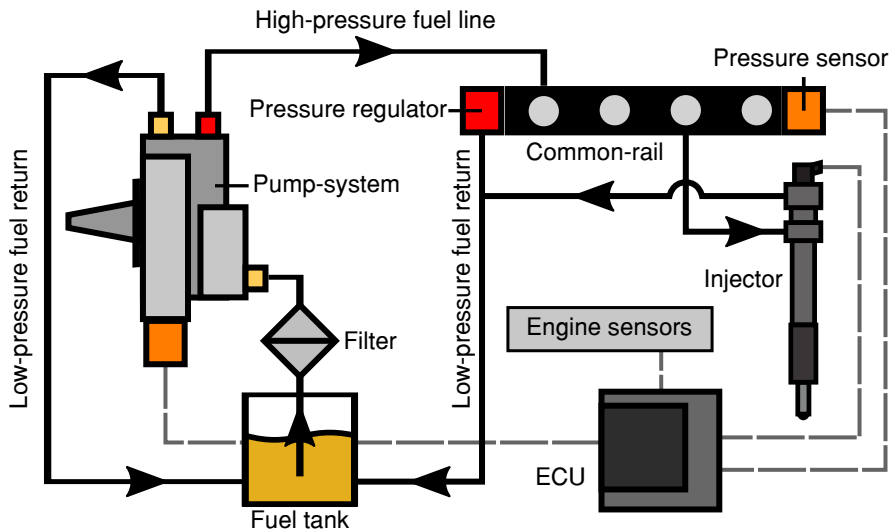 High-pressure fuel line
Pressure sensor
Pressure regulator
Common-rail
Pump-system
Low-pressure fuel return
Low-pressure fuel return
Injector
Engine sensors
Filter
ECU
Fuel tank